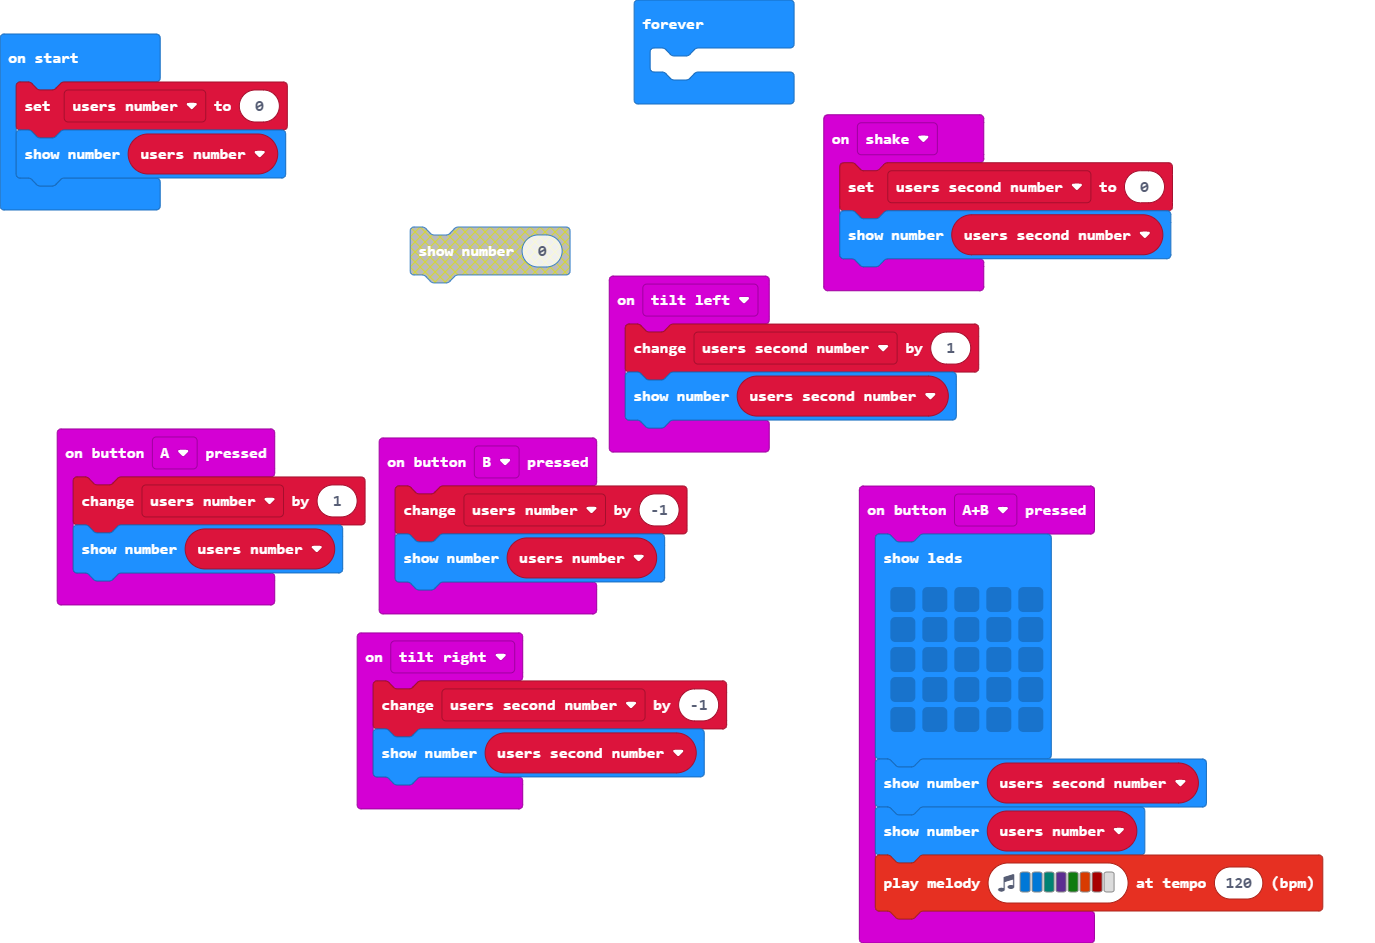 on start
set users number to 0
show number users number
forever
on shake
set users second number to 0
show number users second number
show number 0
on tilt left
change users second number by 1
show number users second number
on button A pressed
change users number by 1
show number users number
on button B pressed
change users number by -1
show number users number
on tilt right
change users second number by -1
show number users second number
on button A+B pressed
show leds
show number users second number
show number users number
play melody at tempo 120 (bpm)